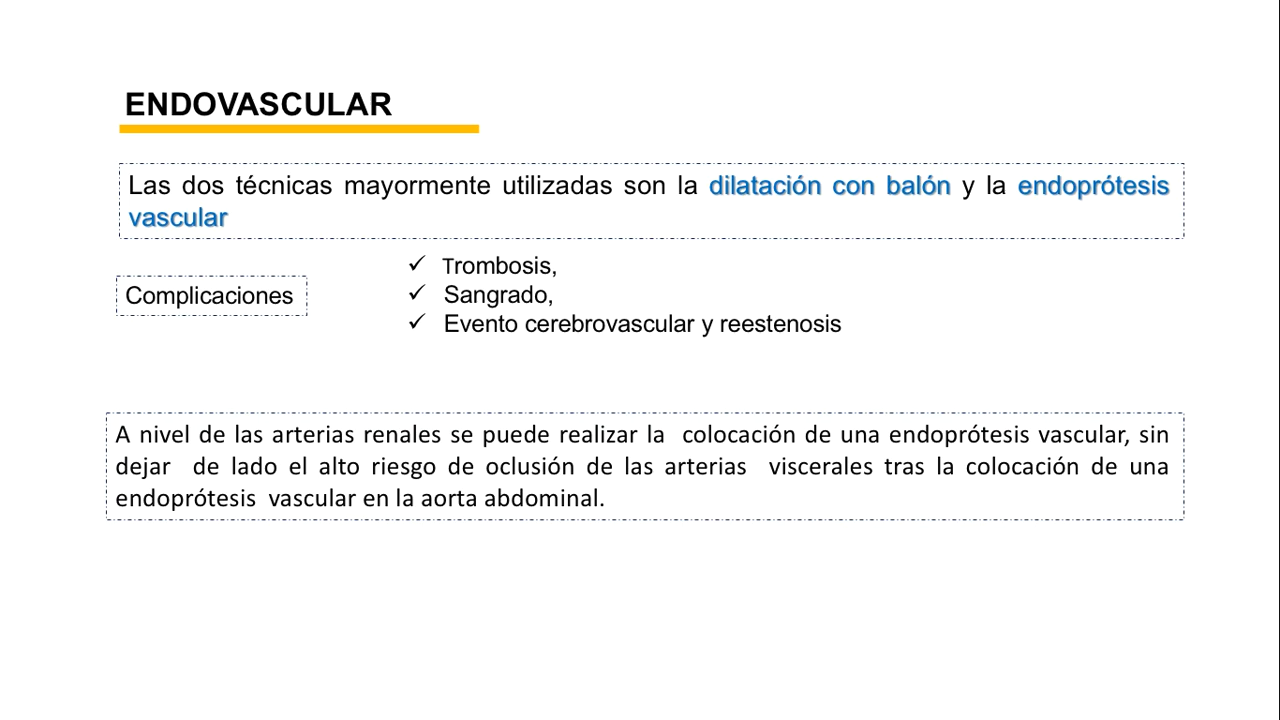 ENDOVASCULAR
Las dos técnicas mayormente utilizadas son la dilatación con balón y la endoprótesis
vascular
Complicaciones
✓ Trombosis,
✓ Sangrado,
✓ Evento cerebrovascular y reestenosis
A nivel de las arterias renales se puede realizar la colocación de una endoprótesis vascular, sin
dejar de lado el alto riesgo de oclusión de las arterias viscerales tras la colocación de una
endoprótesis vascular en la aorta abdominal.